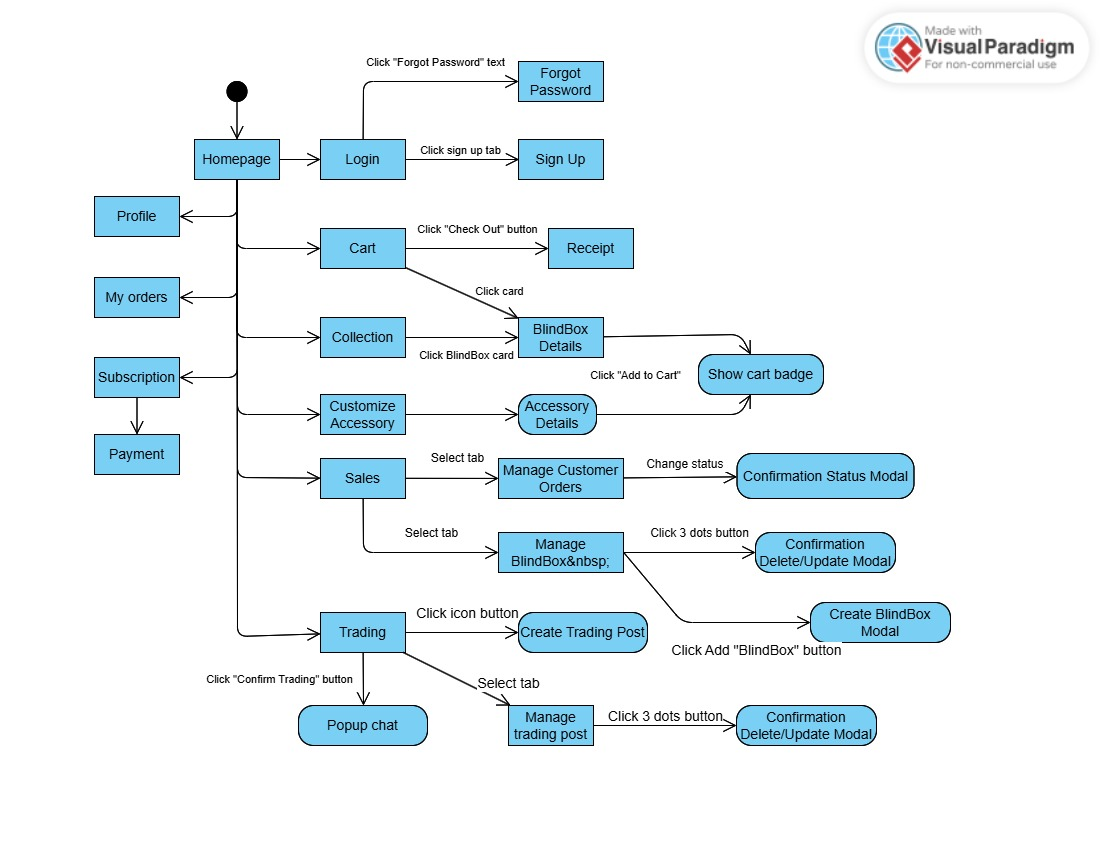 Made with
Visual Paradigm
For non-commercial use
Click "Forgot Password" text
Forgot
Password
Homepage
Login
Click sign up tab
Sign Up
Profile
Cart
Click "Check Out" button
Receipt
My orders
Click card
Collection
BlindBox
Details
Click BlindBox card
Subscription
Click "Add to Cart"
Show cart badge
Customize
Accessory
Accessory
Details
Payment
Sales
Select tab
Manage Customer
Orders
Change status
Confirmation Status Modal
Select tab
Manage
BlindBox&nbsp;
Click 3 dots button
Confirmation
Delete/Update Modal
Create BlindBox
Modal
Click Add "BlindBox" button
Trading
Click icon button
Create Trading Post
Click "Confirm Trading" button
Select tab
Popup chat
Manage
trading post
Click 3 dots button
Confirmation
Delete/Update Modal